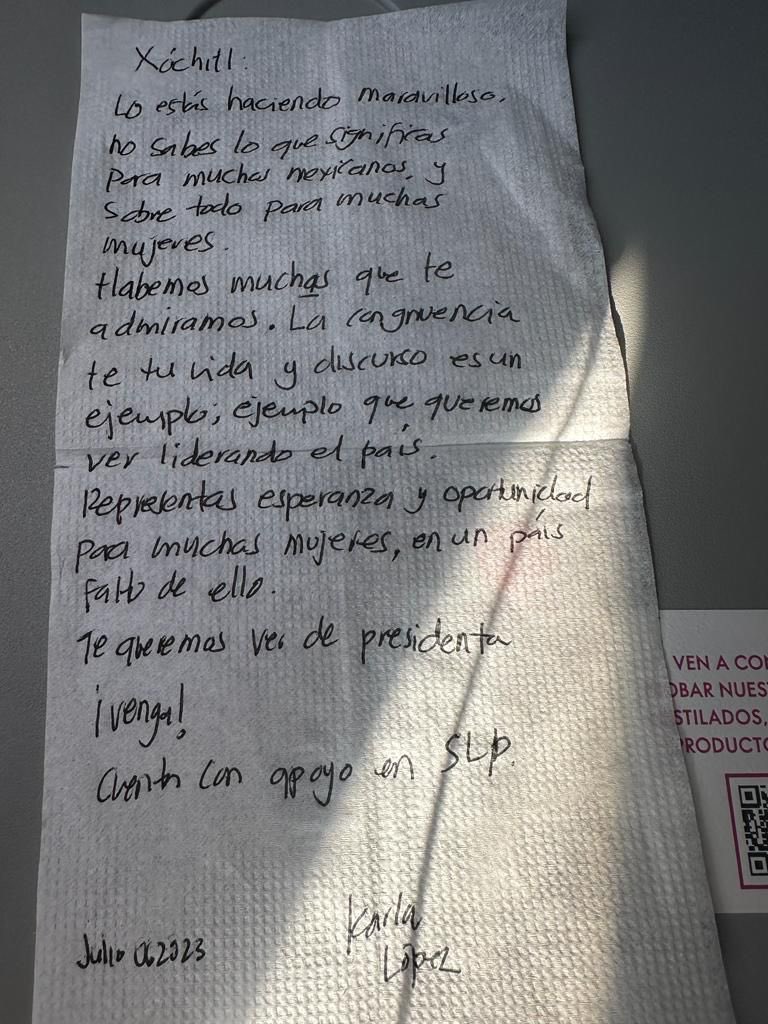 Xóchitl:
Lo estás haciendo maravilloso,
no sabes lo que significas
para muchos mexicanos, y
sobre todo para muchas
mujeres.
Habemos muchas que te
admiramos. La congruencia
te tu vida y discurso es un
ejemplo; ejemplo que queremos
ver liderando el país.
Representas esperanza y oportunidad
para muchas mujeres, en un país
falto de ello.
Te queremos ver de presidenta
¡venga!
Cuenta con apoyo en SLP.
Karla
López
Julio 06 2023
VEN A CO
OBAR NUES
STILADOS,
PRODUCTO